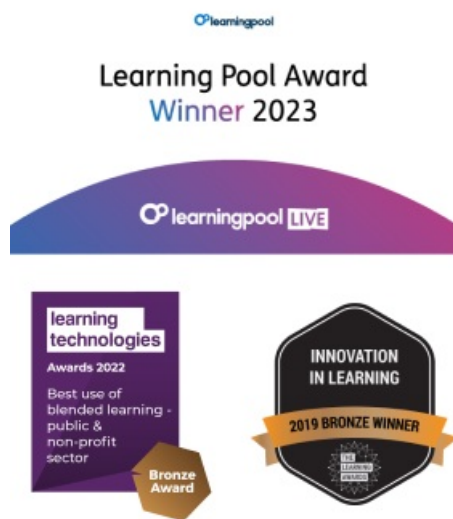 learningpool
Learning Pool Award
Winner 2023
learningpool LIVE
learning
technologies
Awards 2022
Best use of
blended learning -
public &
non-profit
sector
Bronze
Award
INNOVATION
IN LEARNING
2019 BRONZE WINNER
THE
LEARNING
AWARDS